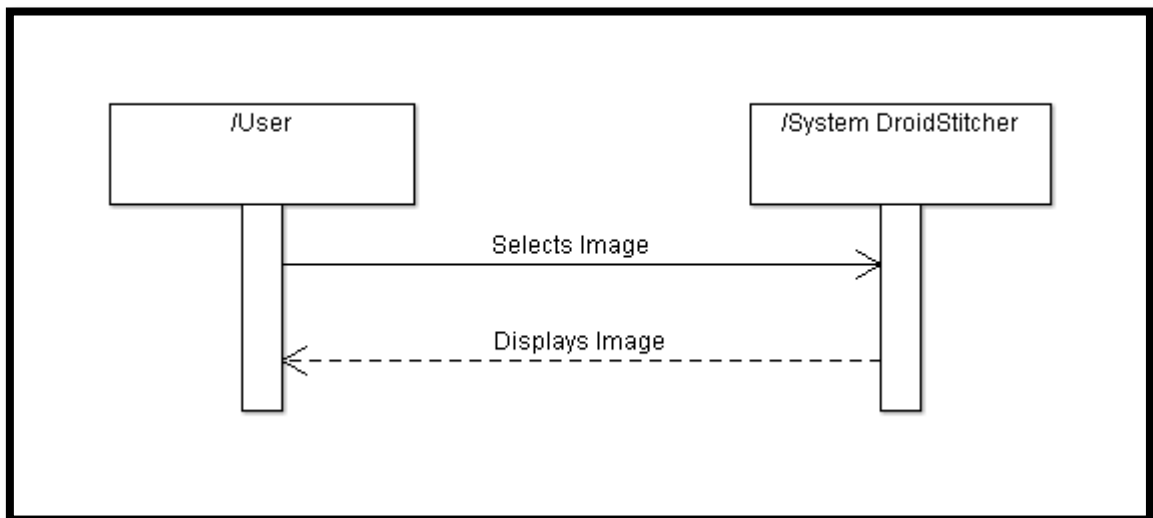 /User
/System DroidStitcher
Selects Image
Displays Image